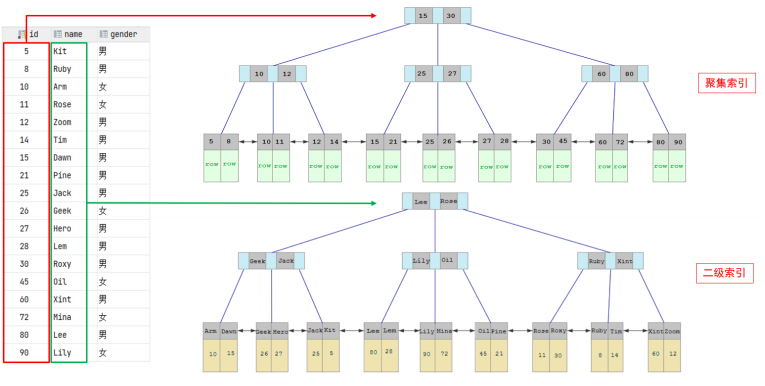 id name gender
5 Kit 男
8 Ruby 男
10 Arm 女
11 Rose 女
12 Zoom 男
14 Tim 男
15 Dawn 男
21 Pine 男
25 Jack 男
26 Geek 女
27 Hero 男
28 Lem 男
30 Roxy 男
45 Oil 女
60 Xint 男
72 Mina 女
80 Lee 男
90 Lily 女
15 30
10 12 25 27 60 80
聚集索引
5 8 10 11 12 14 15 21 25 26 27 28 30 45 60 72 80 90
row row row row row row row row row row row row row row row row row row
Lee Rose
Geek Jack Lily Oil Ruby Xint
二级索引
Arm Dawn Geek Hero Jack Kit Lee Lem Lily Mina Oil Pine Rose Roxy Ruby Tim Xint Zoom
10 15 26 27 25 5 80 28 90 72 45 21 11 30 8 14 60 12